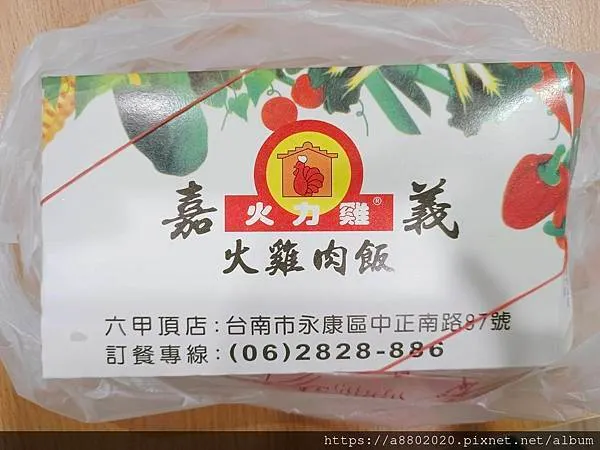 嘉 火力雞® 義
火雞肉飯
六甲頂店:台南市永康區中正南路87號
訂餐專線:(06)2828-886
https://a8802020.pixnet.net/album